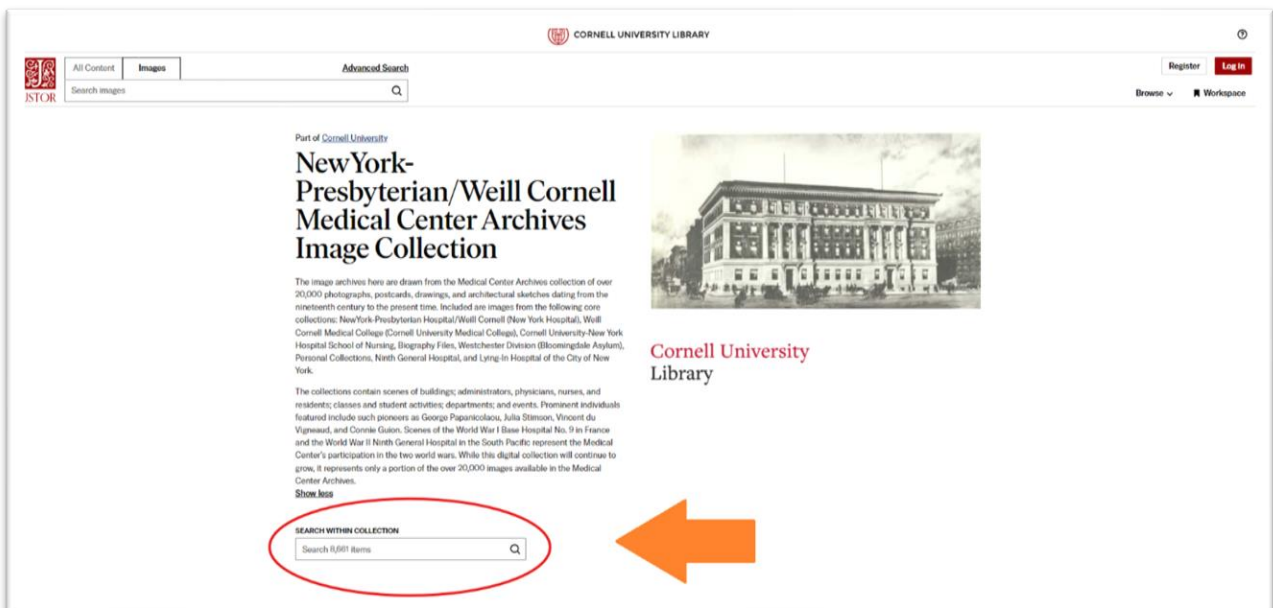 CORNELL UNIVERSITY LIBRARY
All Content Images Advanced Search
Register Log in
JSTOR
Search images
Browse Workspace
Part of Cornell University
NewYork-
Presbyterian/Weill Cornell
Medical Center Archives
Image Collection
The image archives here are drawn from the Medical Center Archives collection of over
20,000 photographs, postcards, drawings, and architectural sketches dating from the
nineteenth century to the present time. Included are images from the following core
collections: NewYork-Presbyterian Hospital/Weill Cornell (New York Hospital), Weill
Cornell Medical College (Cornell University Medical College), Cornell University-New York
Hospital School of Nursing, Biography Files, Westchester Division (Bloomingdale Asylum),
Personal Collections, Ninth General Hospital, and Lying-In Hospital of the City of New
York.
The collections contain scenes of buildings; administrators, physicians, nurses, and
residents; classes and student activities; departments; and events. Prominent individuals
featured include such pioneers as George Papanicolaou, Julia Stimson, Vincent du
Vigneaud, and Connie Guion. Scenes of the World War I Base Hospital No. 9 in France
and the World War II Ninth General Hospital in the South Pacific represent the Medical
Center's participation in the two world wars. While this digital collection will continue to
grow, it represents only a portion of the over 20,000 images available in the Medical
Center Archives.
Show less
Cornell University
Library
SEARCH WITHIN COLLECTION
Search items